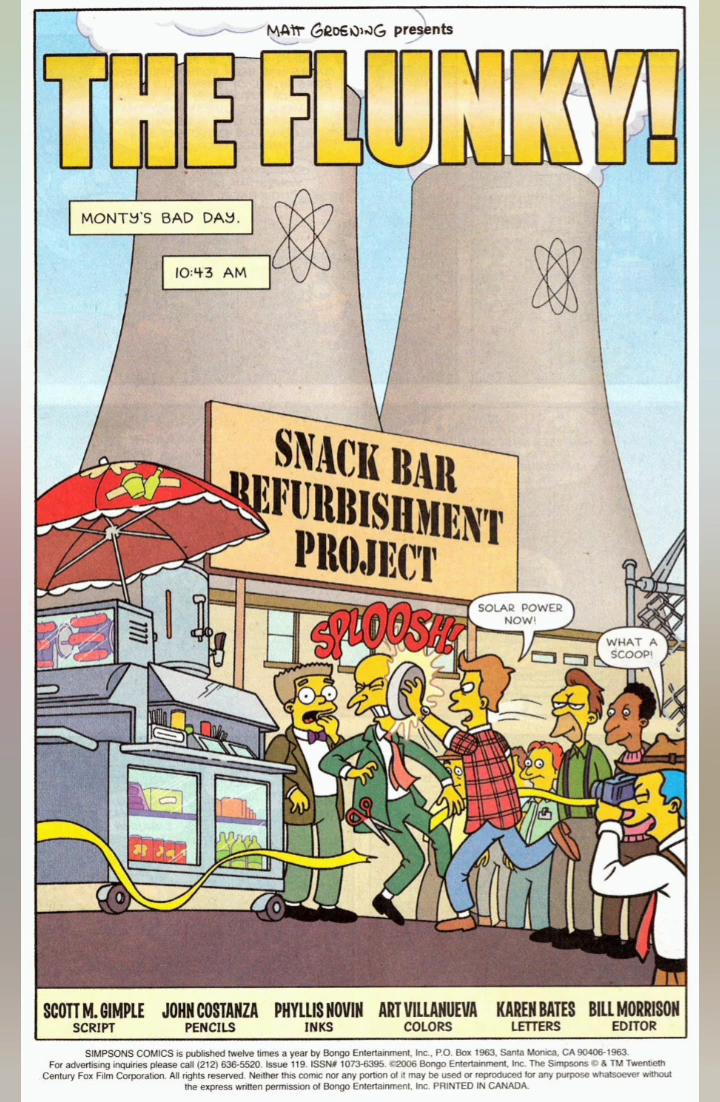 MATT GROENING presents
THE FLUNKY!
MONTY'S BAD DAY.
10:43 AM
SNACK BAR
REFURBISHMENT
PROJECT
SPLOOSH!
SOLAR POWER
NOW!
WHAT A
SCOOP!
SCOTT M. GIMPLE
SCRIPT
JOHN COSTANZA
PENCILS
PHYLLIS NOVIN
INKS
ART VILLANUEVA
COLORS
KAREN BATES
LETTERS
BILL MORRISON
EDITOR
SIMPSONS COMICS is published twelve times a year by Bongo Entertainment, Inc., P.O. Box 1963, Santa Monica, CA 90406-1963.
For advertising inquiries please call (212) 636-5520. Issue 119. ISSN# 1073-6395. ©2006 Bongo Entertainment, Inc. The Simpsons © & TM Twentieth
Century Fox Film Corporation. All rights reserved. Neither this comic nor any portion of it may be used or reproduced for any purpose whatsoever without
the express written permission of Bongo Entertainment, Inc. PRINTED IN CANADA.